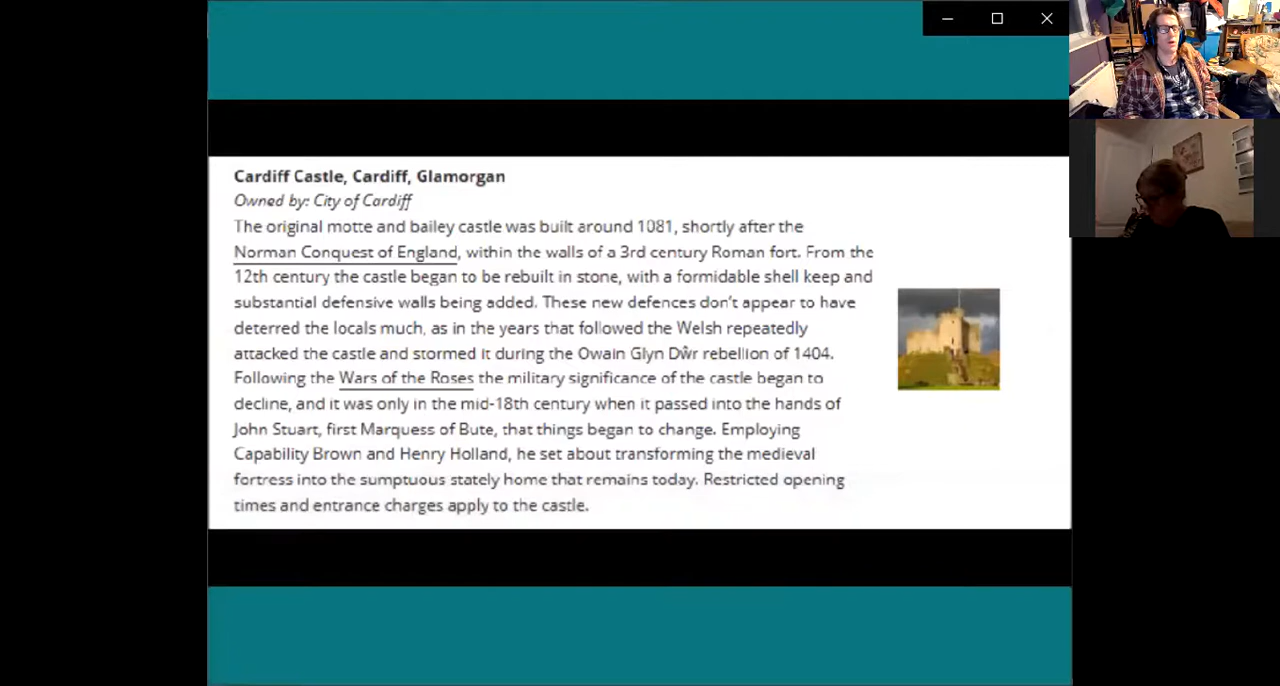 Cardiff Castle, Cardiff, Glamorgan
Owned by: City of Cardiff
The original motte and bailey castle was built around 1081, shortly after the
Norman Conquest of England, within the walls of a 3rd century Roman fort. From the
12th century the castle began to be rebuilt in stone, with a formidable shell keep and
substantial defensive walls being added. These new defences don't appear to have
deterred the locals much, as in the years that followed the Welsh repeatedly
attacked the castle and stormed it during the Owain Glyn Dŵr rebellion of 1404.
Following the Wars of the Roses the military significance of the castle began to
decline, and it was only in the mid-18th century when it passed into the hands of
John Stuart, first Marquess of Bute, that things began to change. Employing
Capability Brown and Henry Holland, he set about transforming the medieval
fortress into the sumptuous stately home that remains today. Restricted opening
times and entrance charges apply to the castle.